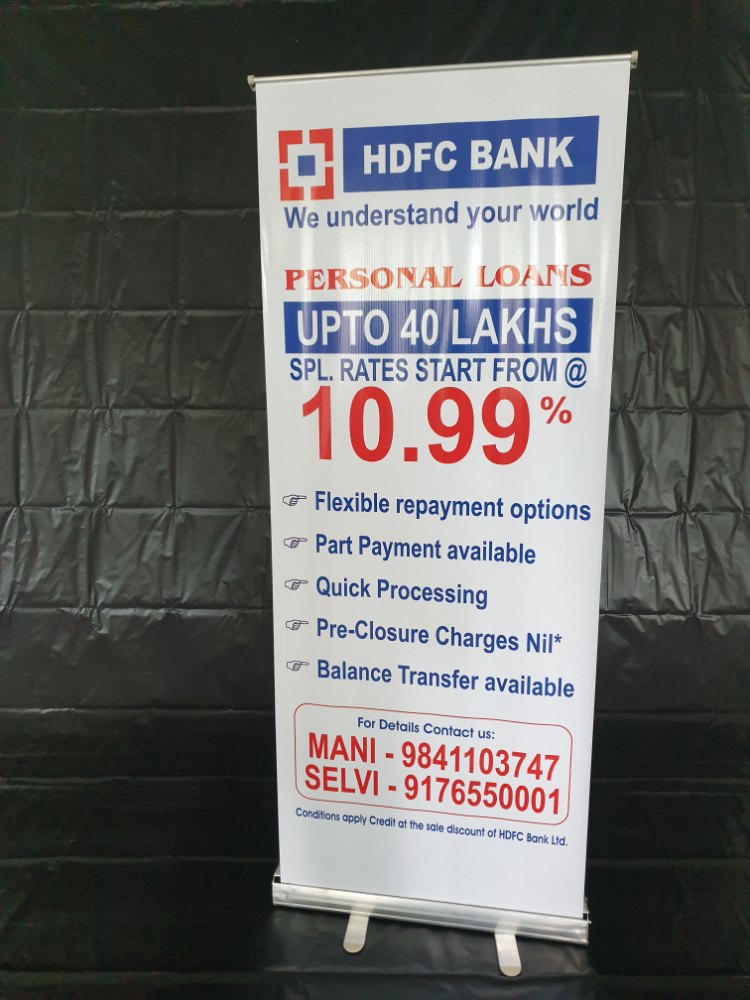 HDFC BANK
We understand your world
PERSONAL LOANS
UPTO 40 LAKHS
SPL. RATES START FROM @
10.99%
Flexible repayment options
Part Payment available
Quick Processing
Pre-Closure Charges Nil*
Balance Transfer available
For Details Contact us:
MANI - 9841103747
SELVI - 9176550001
Conditions apply Credit at the sale discount of HDFC Bank Ltd.